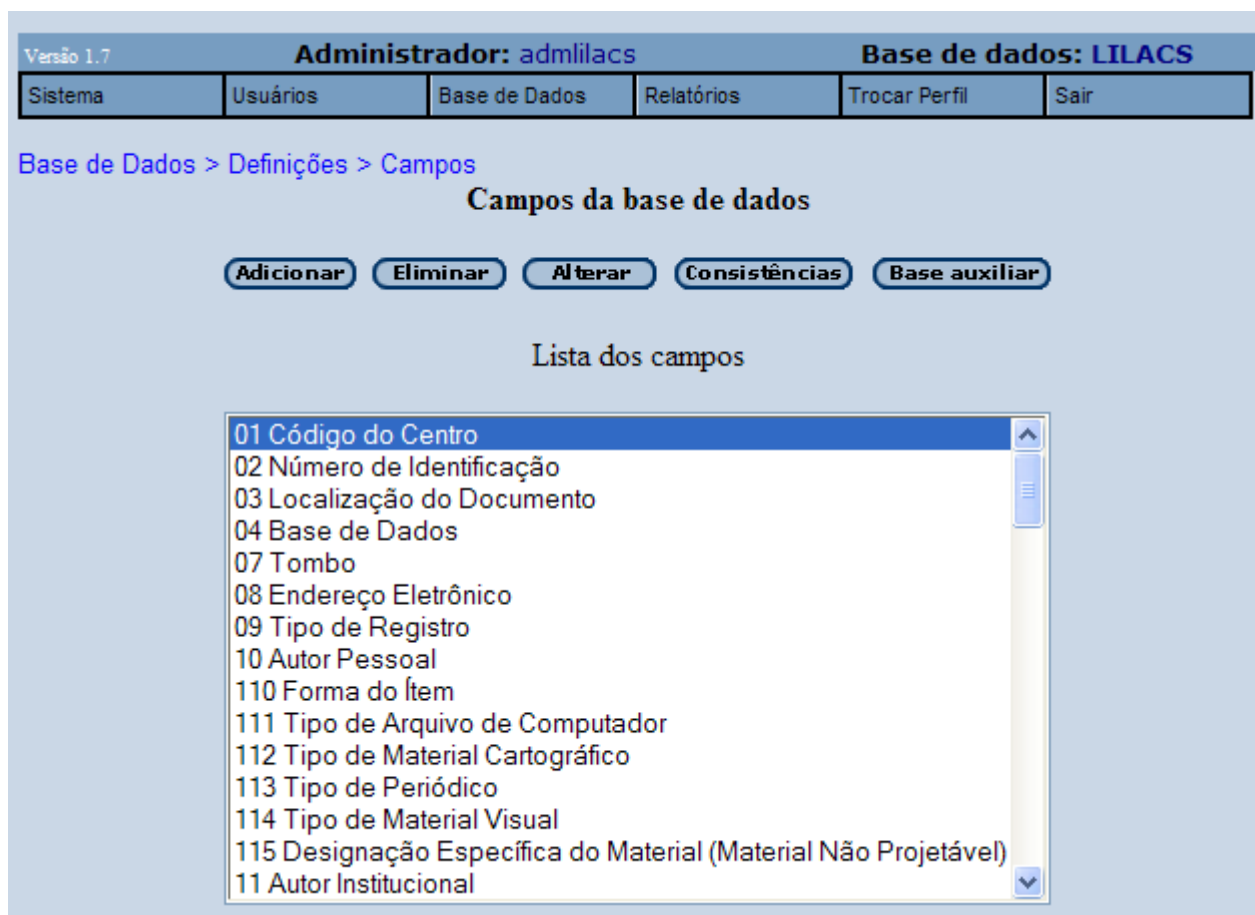 Versão 1.7 Administrador: admlilacs Base de dados: LILACS
Sistema Usuários Base de Dados Relatórios Trocar Perfil Sair
Base de Dados > Definições > Campos
Campos da base de dados
Adicionar Eliminar Alterar Consistências Base auxiliar
Lista dos campos
01 Código do Centro
02 Número de Identificação
03 Localização do Documento
04 Base de Dados
07 Tombo
08 Endereço Eletrônico
09 Tipo de Registro
10 Autor Pessoal
110 Forma do Ítem
111 Tipo de Arquivo de Computador
112 Tipo de Material Cartográfico
113 Tipo de Periódico
114 Tipo de Material Visual
115 Designação Específica do Material (Material Não Projetável)
11 Autor Institucional